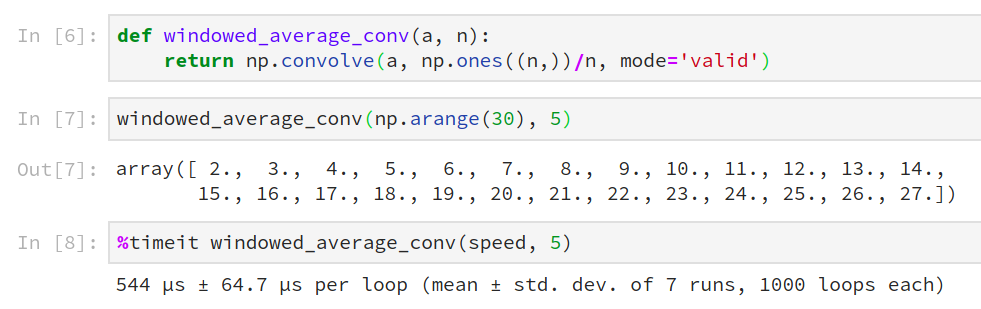 In [6]: def windowed_average_conv(a, n):
    return np.convolve(a, np.ones((n,))/n, mode='valid')
In [7]: windowed_average_conv(np.arange(30), 5)
Out[7]: array([ 2.,  3.,  4.,  5.,  6.,  7.,  8.,  9., 10., 11., 12., 13., 14.,
       15., 16., 17., 18., 19., 20., 21., 22., 23., 24., 25., 26., 27.])
In [8]: %timeit windowed_average_conv(speed, 5)
544 µs ± 64.7 µs per loop (mean ± std. dev. of 7 runs, 1000 loops each)